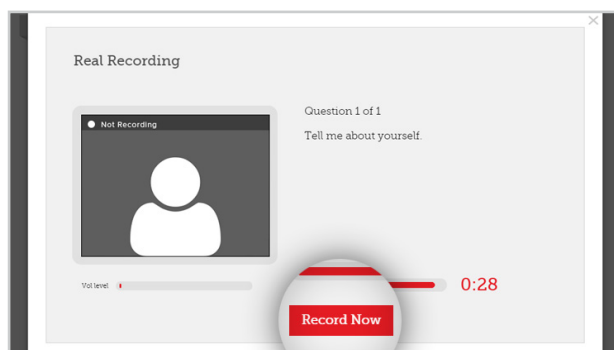 Real Recording
Question 1 of 1
Not Recording
Tell me about yourself.
Vol level
0:28
Record Now